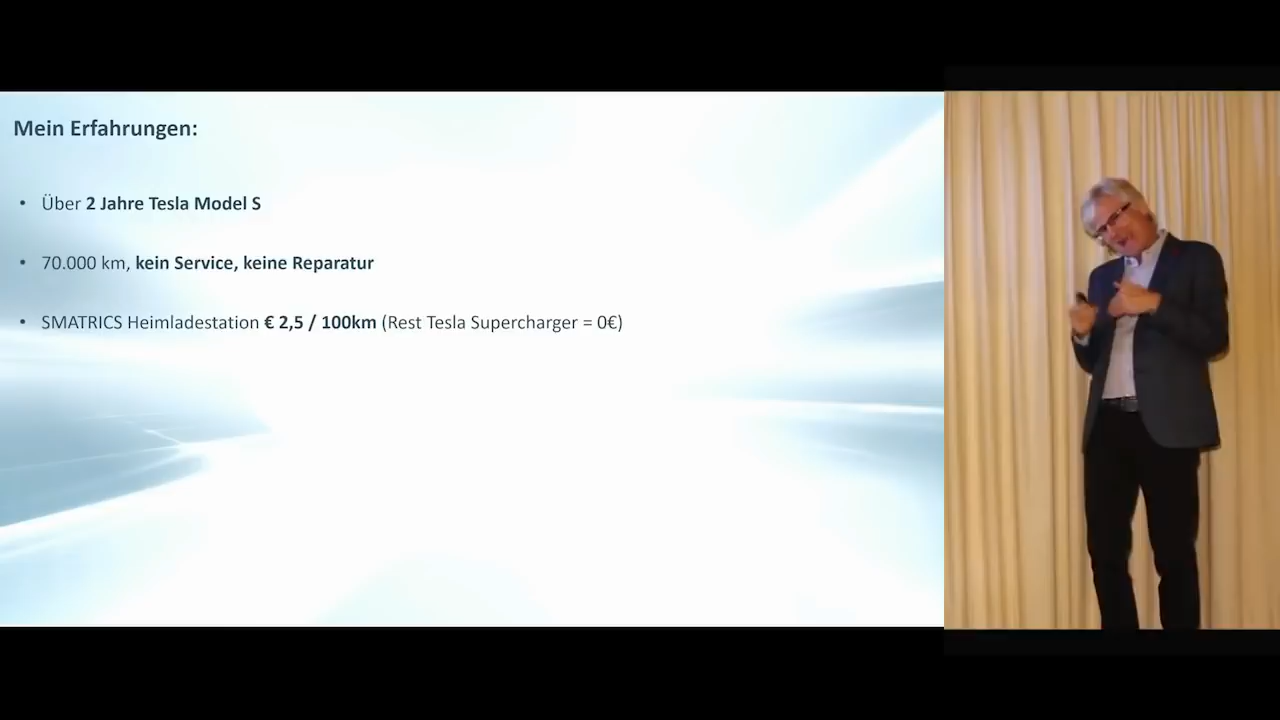 Mein Erfahrungen:
• Über 2 Jahre Tesla Model S
• 70.000 km, kein Service, keine Reparatur
• SMATRICS Heimladestation € 2,5 / 100km (Rest Tesla Supercharger = 0€)